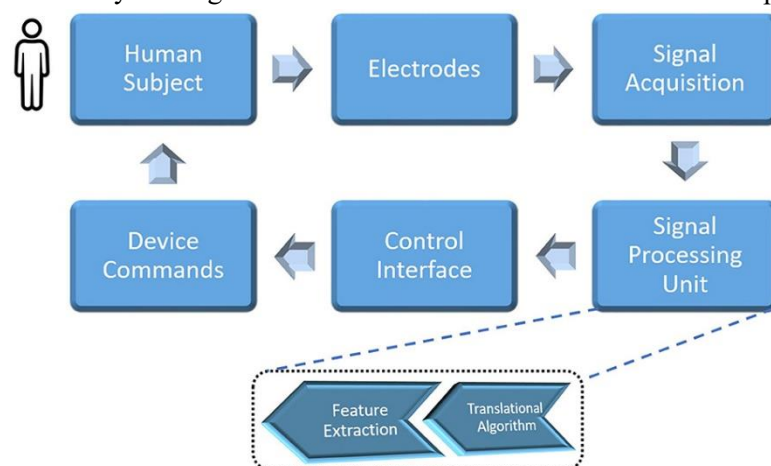 Human
Subject
Electrodes
Signal
Acquisition
Device
Commands
Control
Interface
Signal
Processing
Unit
Feature
Extraction
Translational
Algorithm